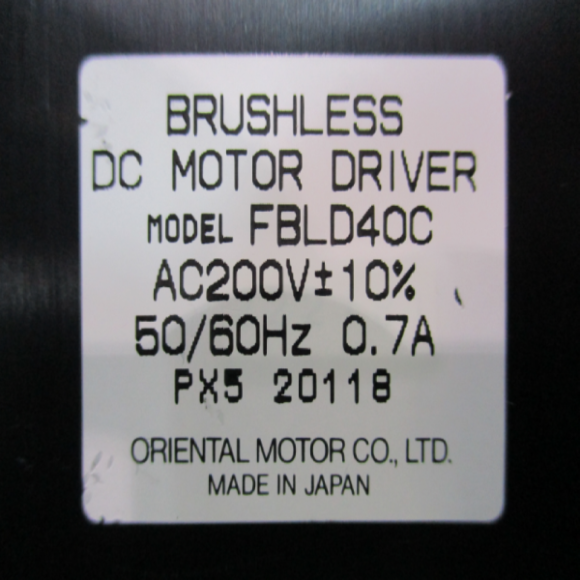 BRUSHLESS
DC MOTOR DRIVER
MODEL FBLD40C
AC200V±10%
50/60Hz 0.7A
PX5 20118
ORIENTAL MOTOR CO., LTD.
MADE IN JAPAN